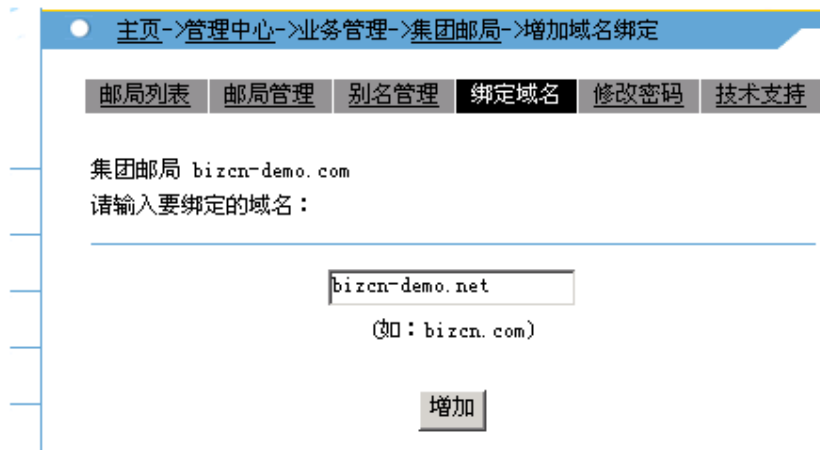 主页->管理中心->业务管理->集团邮局->增加域名绑定
邮局列表 邮局管理 别名管理 绑定域名 修改密码 技术支持
集团邮局 bizcn-demo.com
请输入要绑定的域名：
bizcn-demo.net
(如：bizcn.com)
增加